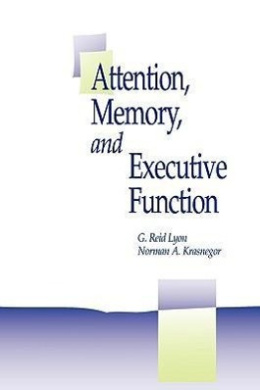 Attention,
Memory,
and
Executive
Function
G. Reid Lyon
Norman A. Krasnegor